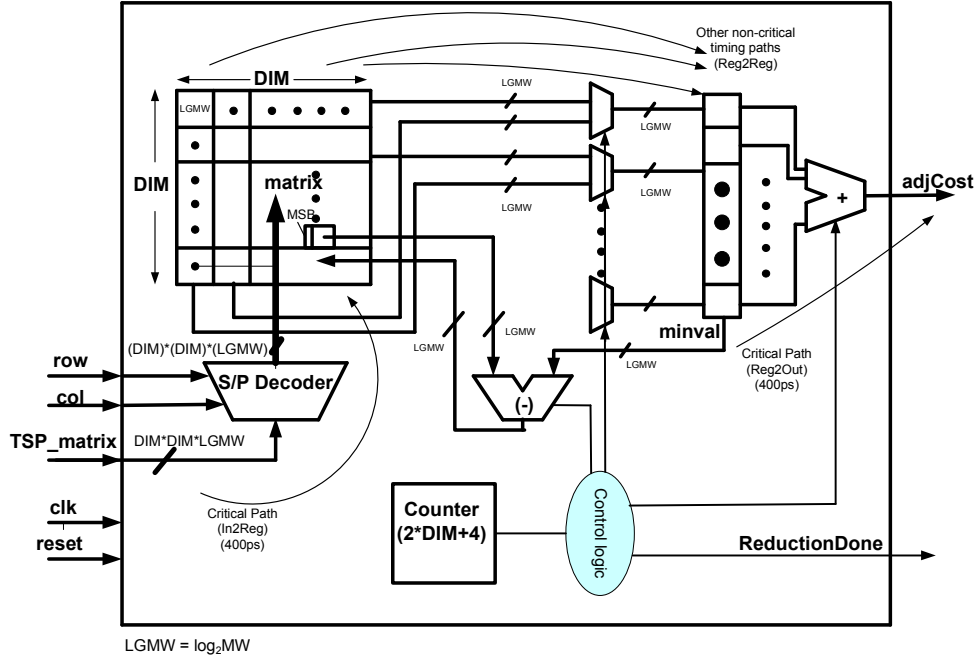 Other non-critical
timing paths
(Reg2Reg)
DIM
LGMW
LGMW
LGMW
DIM
LGMW
LGMW
matrix
LGMW
adjCost
+
MSB
LGMW
minval
(DIM)*(DIM)*(LGMW)
LGMW
LGMW
LGMW
Critical Path
(Reg2Out)
(400ps)
row
S/P Decoder
col
(-)
TSP_matrix
DIM*DIM*LGMW
clk
Critical Path
(In2Reg)
(400ps)
Counter
(2*DIM+4)
Control logic
reset
ReductionDone
LGMW = log2MW